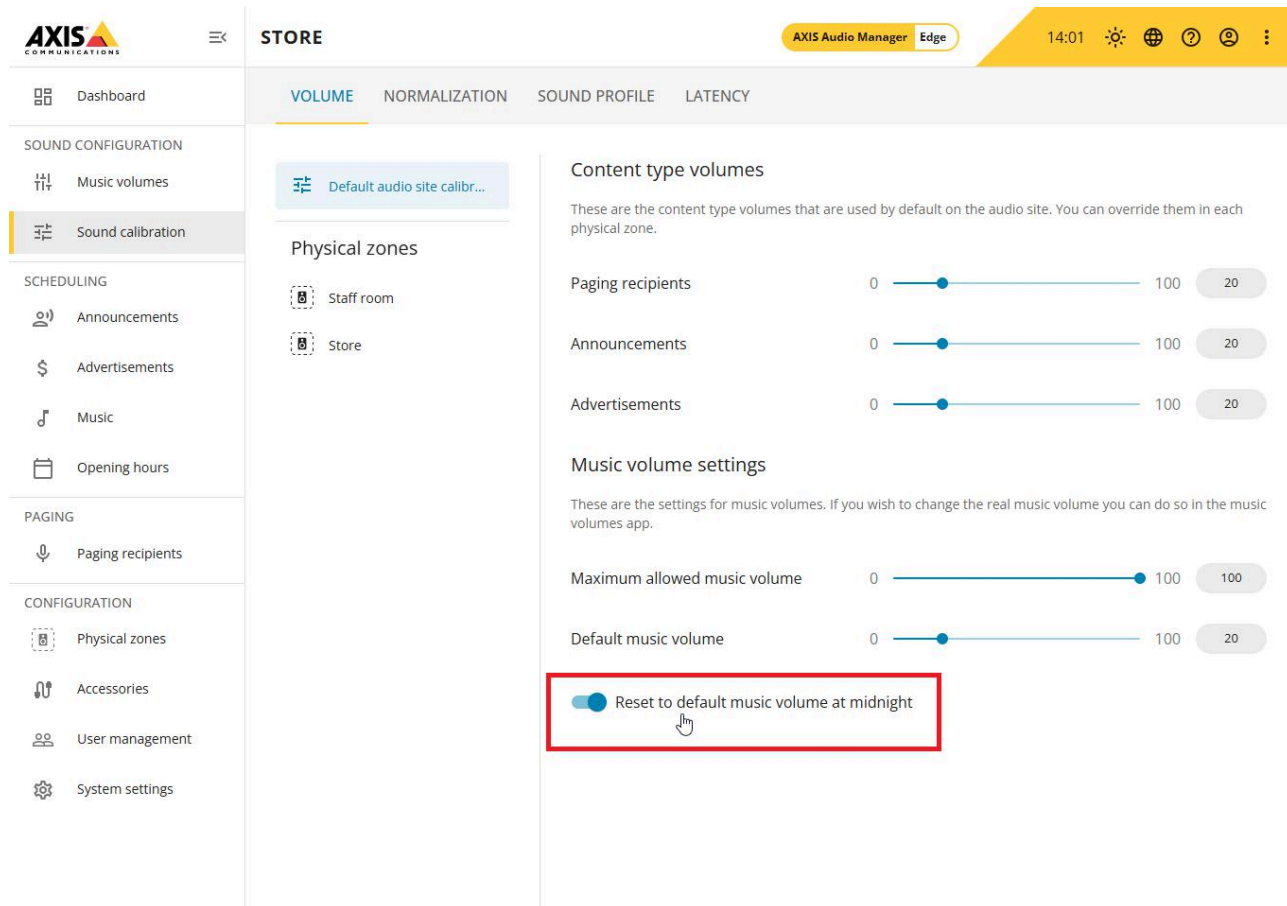 AXIS
COMMUNICATIONS
STORE
AXIS Audio Manager Edge
14:01
Dashboard
SOUND CONFIGURATION
Music volumes
Sound calibration
SCHEDULING
Announcements
Advertisements
Music
Opening hours
PAGING
Paging recipients
CONFIGURATION
Physical zones
Accessories
User management
System settings
VOLUME NORMALIZATION SOUND PROFILE LATENCY
Default audio site calibr...
Physical zones
Staff room
Store
Content type volumes
These are the content type volumes that are used by default on the audio site. You can override them in each
physical zone.
Paging recipients 0 100 20
Announcements 0 100 20
Advertisements 0 100 20
Music volume settings
These are the settings for music volumes. If you wish to change the real music volume you can do so in the music
volumes app.
Maximum allowed music volume 0 100 100
Default music volume 0 100 20
Reset to default music volume at midnight